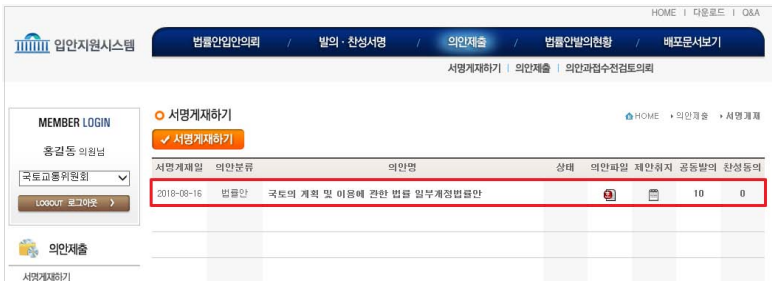 HOME | 다운로드 | Q&A
입안지원시스템
법률안입안의뢰 / 발의·찬성서명 / 의안제출 / 법률안발의현황 / 배포문서보기
서명게재하기 | 의안제출 | 의안과접수전검토의뢰
MEMBER LOGIN
홍길동 의원님
국토교통위원회
LOGOUT 로그아웃 >
의안제출
서명게재하기
서명게재하기
HOME › 의안제출 › 서명게재
✓ 서명게재하기
서명게재일 의안분류 의안명 상태 의안파일 제안취지 공동발의 찬성동의
2018-08-16 법률안 국토의 계획 및 이용에 관한 법률 일부개정법률안 10 0